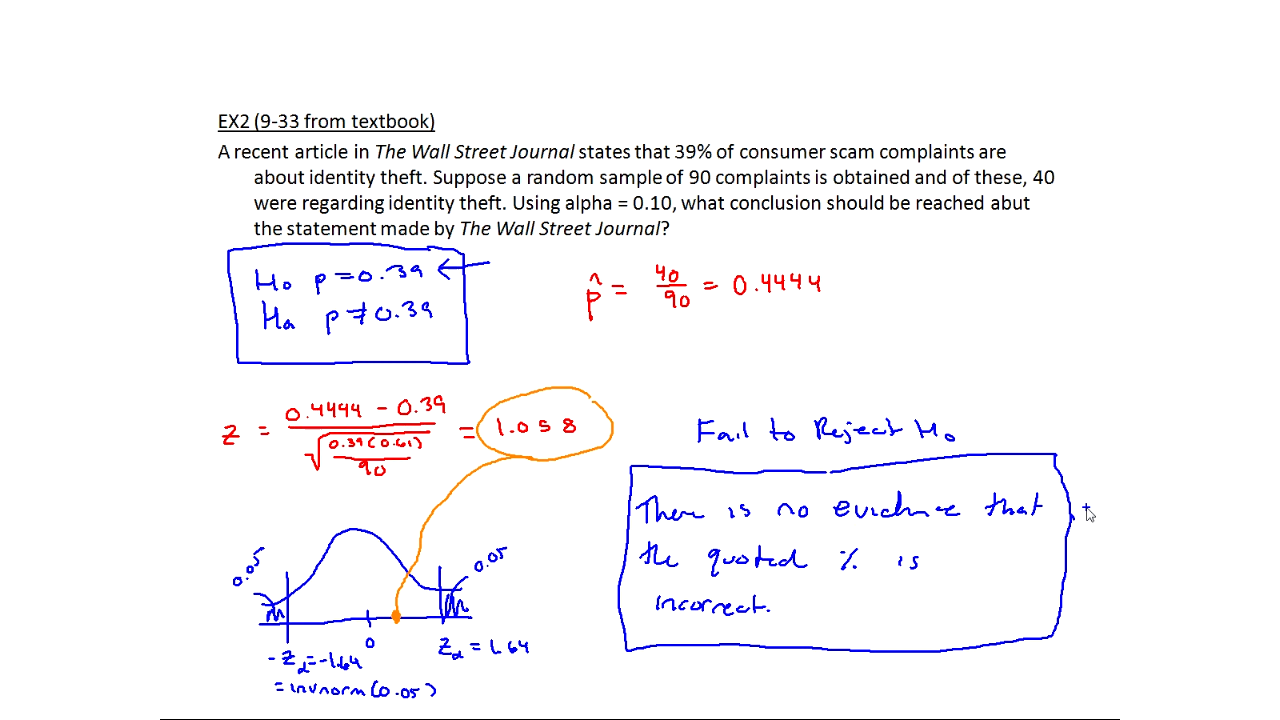 EX2 (9-33 from textbook)
A recent article in The Wall Street Journal states that 39% of consumer scam complaints are
about identity theft. Suppose a random sample of 90 complaints is obtained and of these, 40
were regarding identity theft. Using alpha = 0.10, what conclusion should be reached abut
the statement made by The Wall Street Journal?
H₀ p = 0.39 ←
Hₐ p ≠ 0.39
p̂ = 40/90 = 0.4444
z = (0.4444 - 0.39) / √(0.39(0.61)/90) = 1.058
Fail to Reject H₀
There is no evidence that
the quoted % is
incorrect.
0.05
0.05
0
-Z_α = -1.64
Z_α = 1.64
= invnorm(0.05)